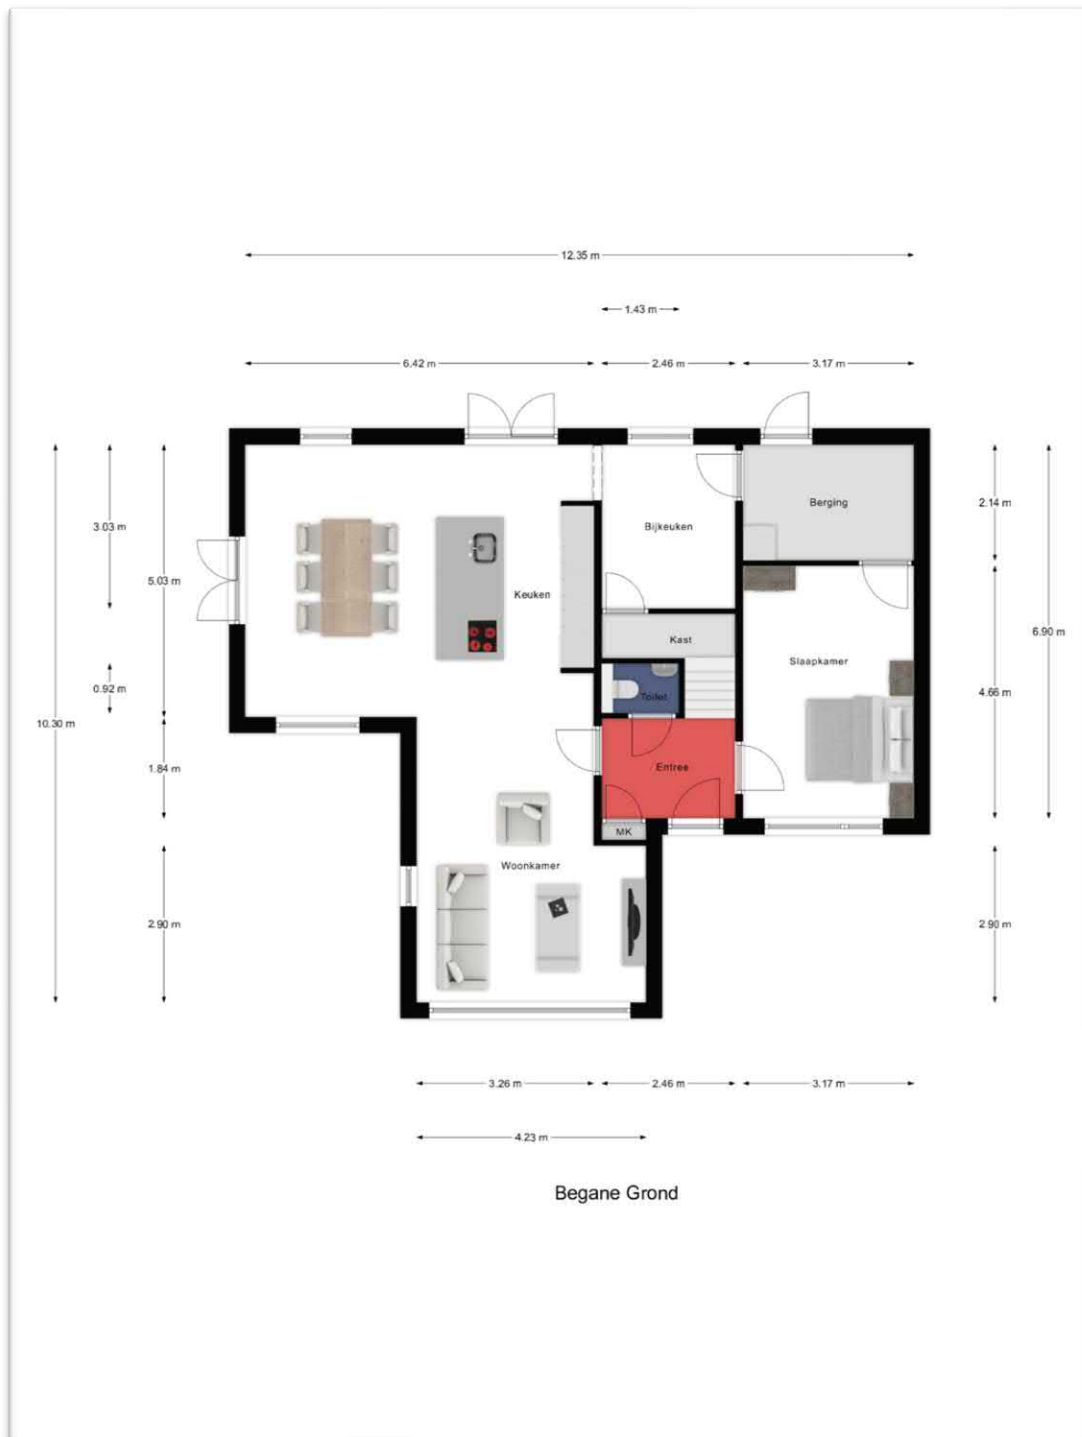 12.35 m
1.43 m
6.42 m
2.46 m
3.17 m
3.03 m
2.14 m
Berging
Bijkeuken
5.03 m
Keuken
6.90 m
Kast
Slaapkamer
0.92 m
Toilet
4.66 m
10.30 m
1.84 m
Entree
MK
Woonkamer
2.90 m
2.90 m
3.26 m
2.46 m
3.17 m
4.23 m
Begane Grond